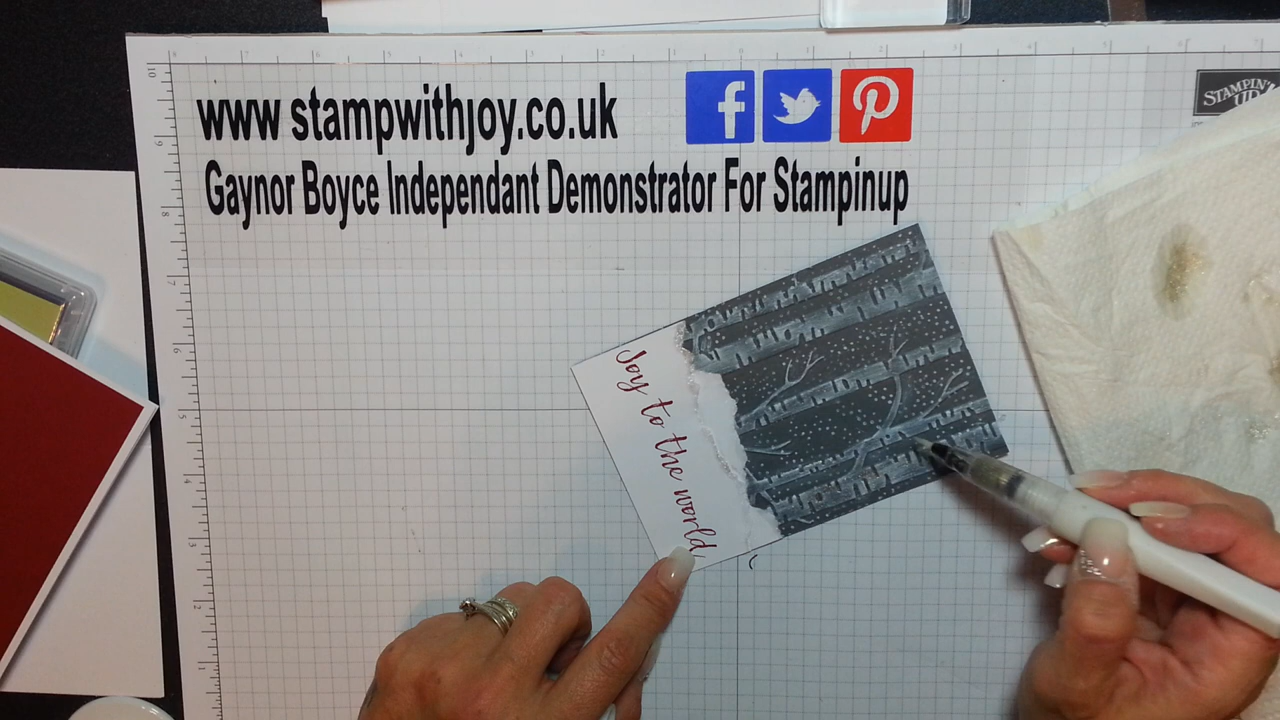 www stampwithjoy.co.uk
Gaynor Boyce Independant Demonstrator For Stampinup
STAMPIN'
UP!
Joy to the world